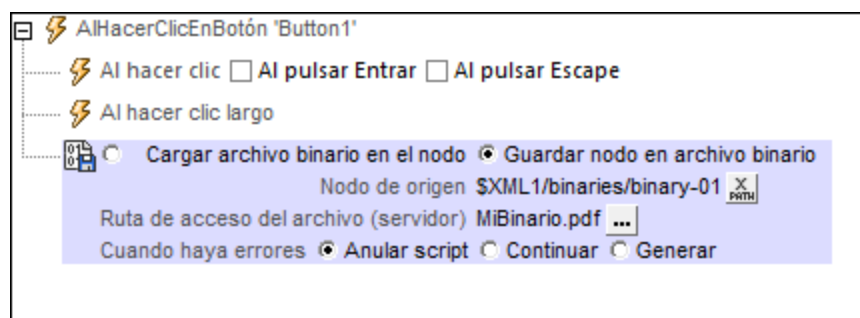 AlHacerClicEnBotón 'Button1'
Al hacer clic Al pulsar Entrar Al pulsar Escape
Al hacer clic largo
Cargar archivo binario en el nodo Guardar nodo en archivo binario
Nodo de origen $XML1/binaries/binary-01 X PATH
Ruta de acceso del archivo (servidor) MiBinario.pdf ...
Cuando haya errores Anular script Continuar Generar